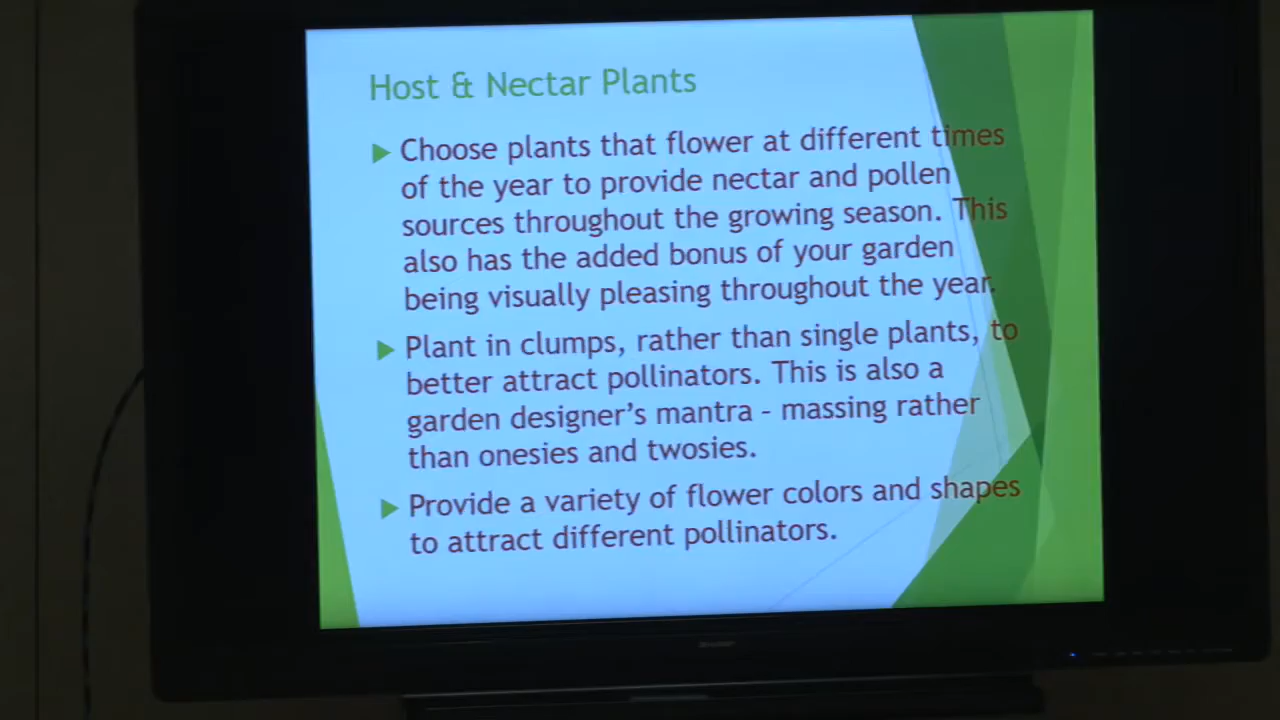 Host & Nectar Plants
Choose plants that flower at different times
of the year to provide nectar and pollen
sources throughout the growing season. This
also has the added bonus of your garden
being visually pleasing throughout the year.
Plant in clumps, rather than single plants, to
better attract pollinators. This is also a
garden designer's mantra - massing rather
than onesies and twosies.
Provide a variety of flower colors and shapes
to attract different pollinators.
SHARP